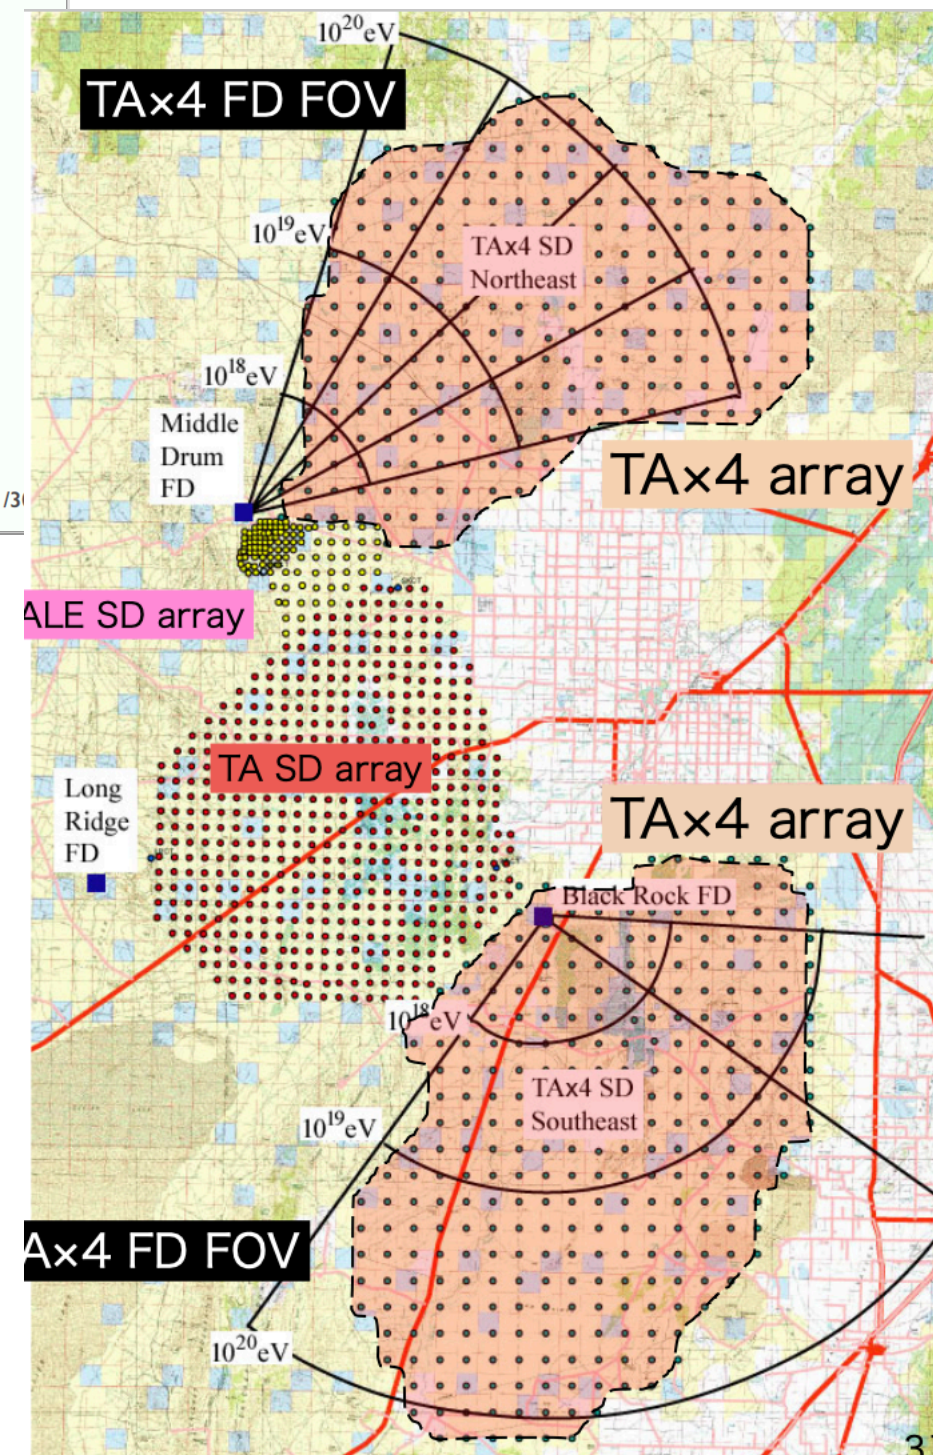 10²⁰eV
TA×4 FD FOV
10¹⁹eV
TAx4 SD
Northeast
10¹⁸eV
Middle
Drum
FD
TA×4 array
ALE SD array
TA SD array
Long
Ridge
FD
TA×4 array
Black Rock FD
10¹⁸eV
TAx4 SD
Southeast
10¹⁹eV
A×4 FD FOV
10²⁰eV